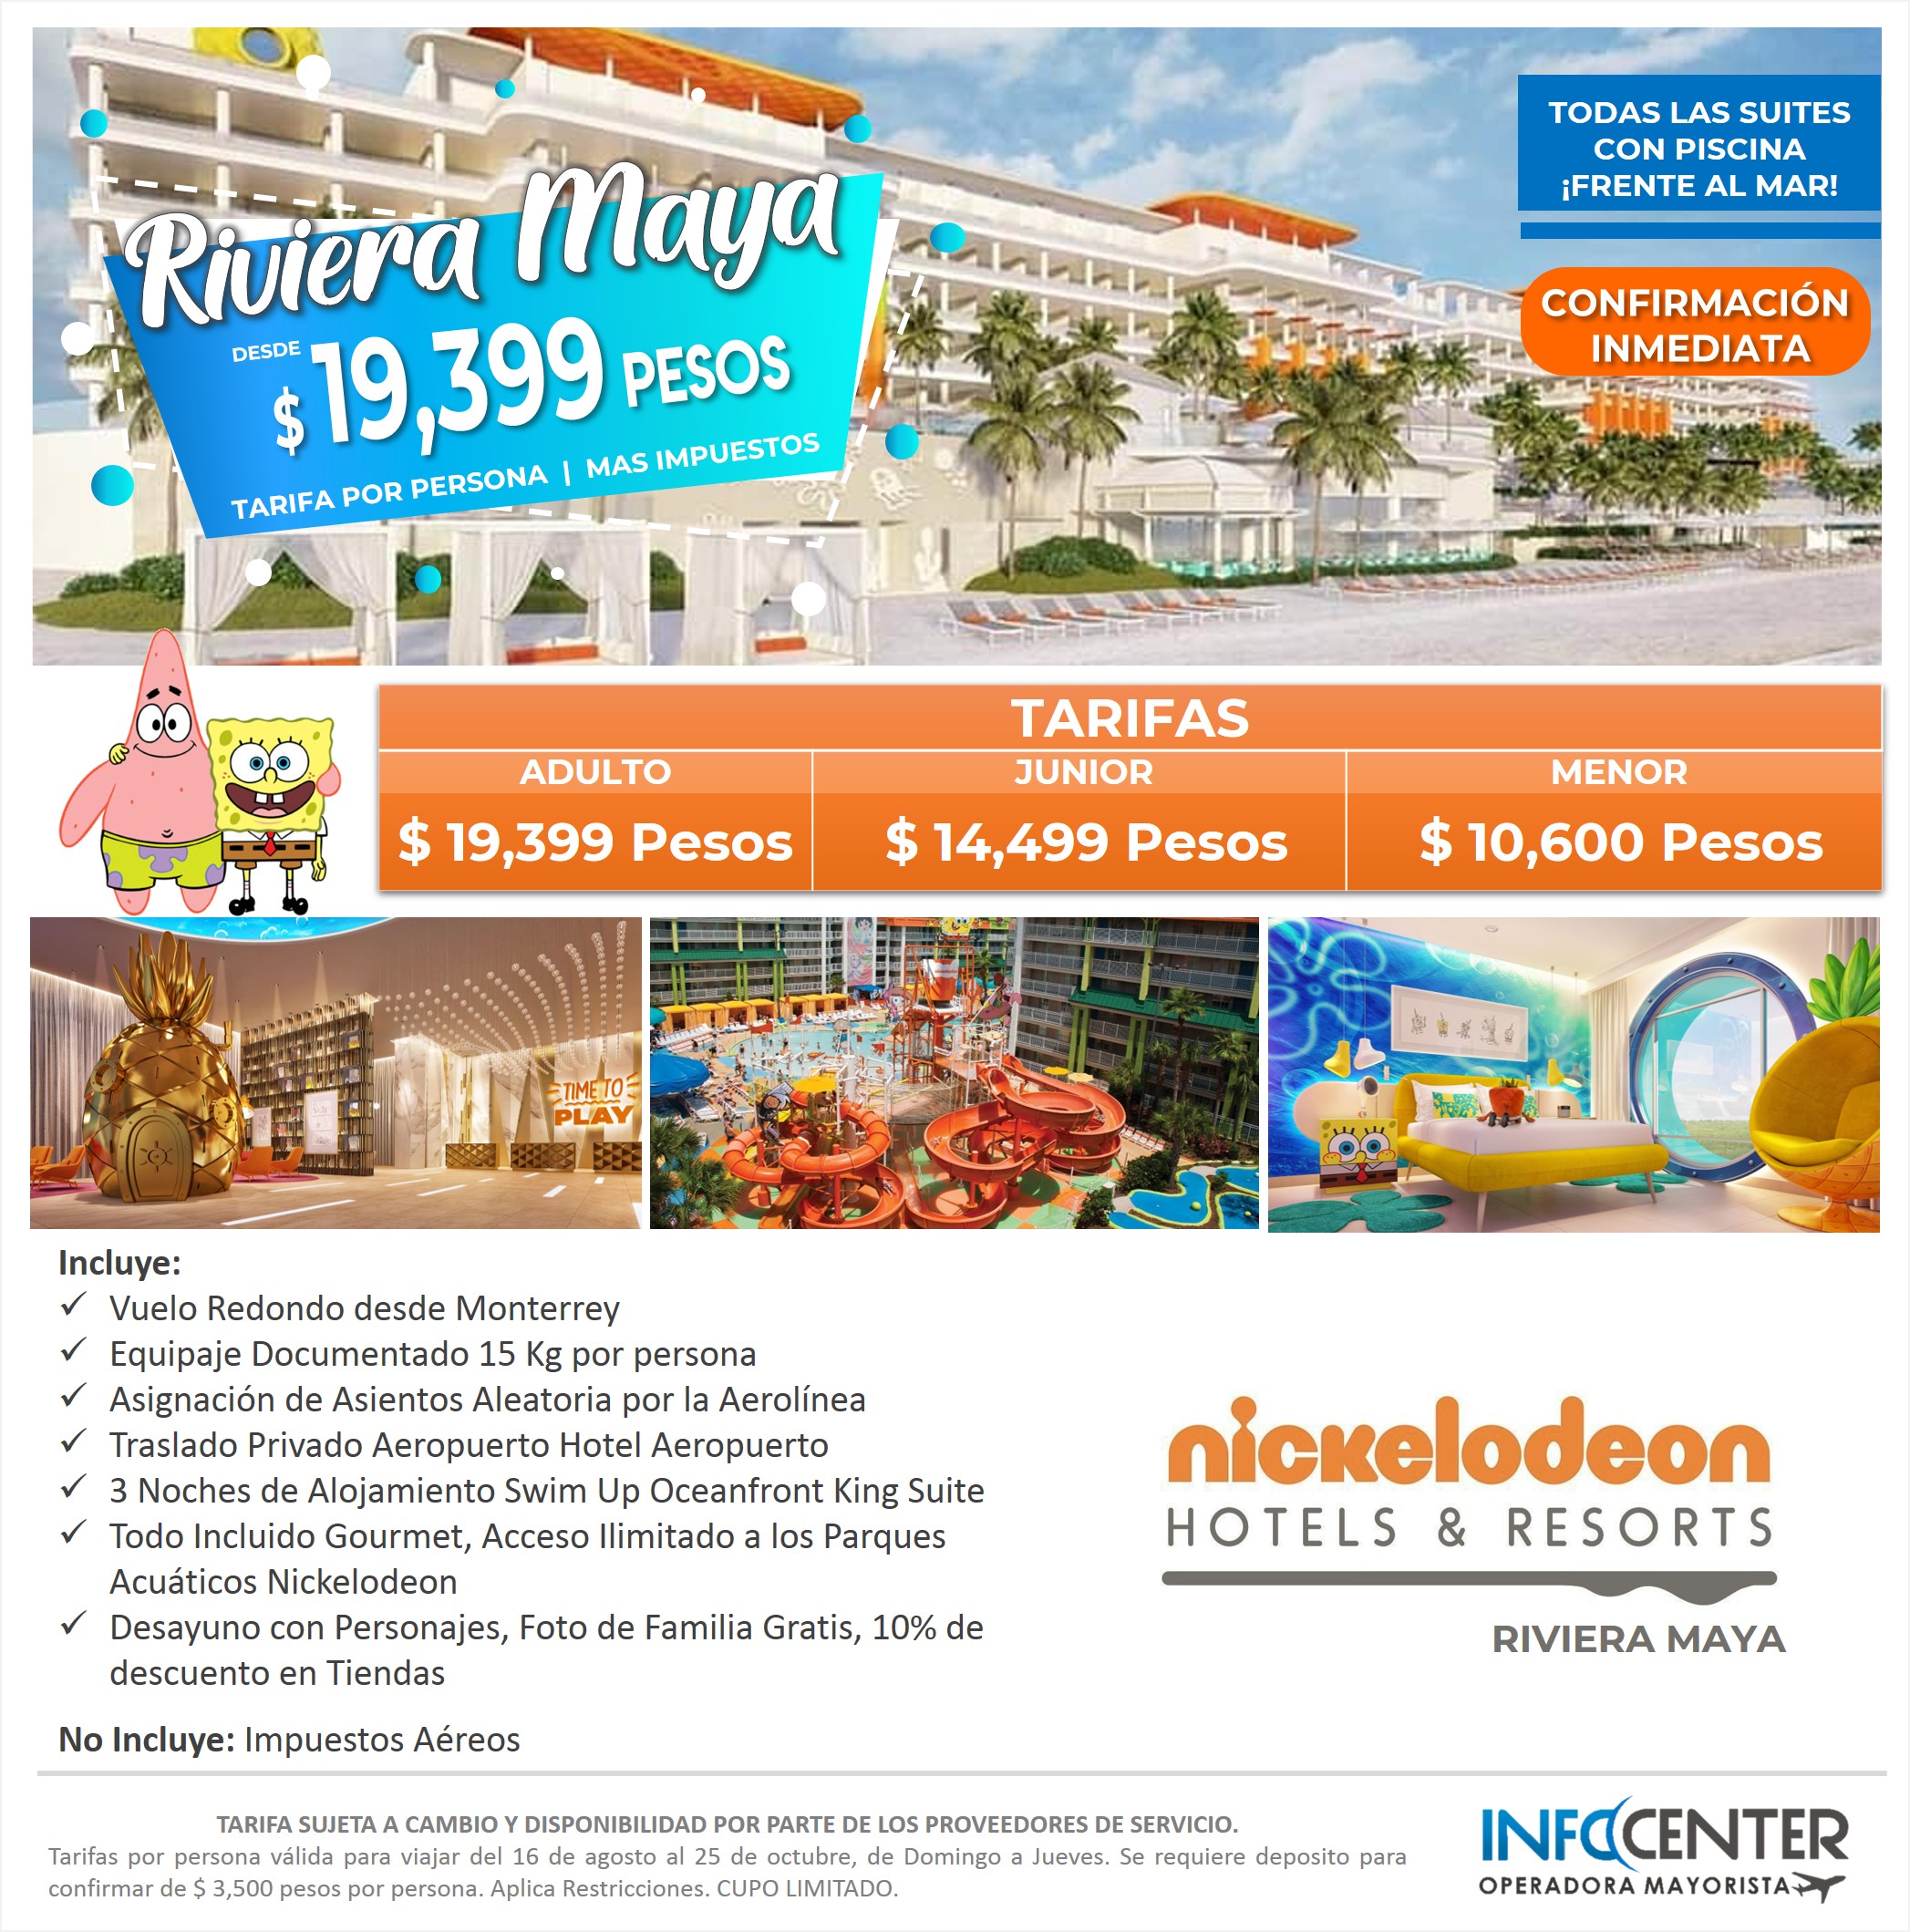 TODAS LAS SUITES
CON PISCINA
¡FRENTE AL MAR!
CONFIRMACIÓN
INMEDIATA
Riviera Maya
DESDE
$ 19,399 PESOS
TARIFA POR PERSONA | MAS IMPUESTOS
TARIFAS
ADULTO JUNIOR MENOR
$ 19,399 Pesos $ 14,499 Pesos $ 10,600 Pesos
TIME TO
PLAY
Incluye:
✓ Vuelo Redondo desde Monterrey
✓ Equipaje Documentado 15 Kg por persona
✓ Asignación de Asientos Aleatoria por la Aerolínea
✓ Traslado Privado Aeropuerto Hotel Aeropuerto
✓ 3 Noches de Alojamiento Swim Up Oceanfront King Suite
✓ Todo Incluido Gourmet, Acceso Ilimitado a los Parques
Acuáticos Nickelodeon
✓ Desayuno con Personajes, Foto de Familia Gratis, 10% de
descuento en Tiendas
No Incluye: Impuestos Aéreos
nickelodeon
HOTELS & RESORTS
RIVIERA MAYA
TARIFA SUJETA A CAMBIO Y DISPONIBILIDAD POR PARTE DE LOS PROVEEDORES DE SERVICIO.
Tarifas por persona válida para viajar del 16 de agosto al 25 de octubre, de Domingo a Jueves. Se requiere deposito para
confirmar de $ 3,500 pesos por persona. Aplica Restricciones. CUPO LIMITADO.
INFOCENTER
OPERADORA MAYORISTA